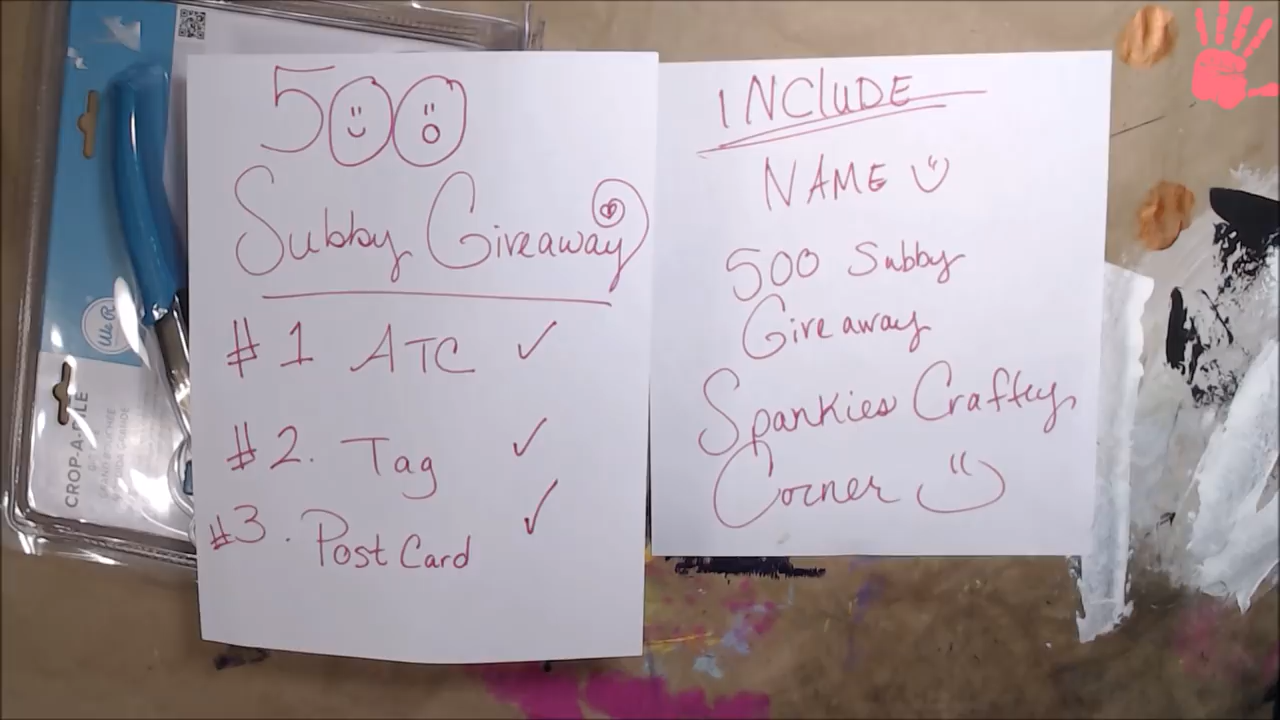 500
Subby Giveaway
#1 ATC ✓
#2. Tag ✓
#3. Post Card ✓
INCLUDE
NAME
500 Subby
Giveaway
Spankies Craftey
Corner
We R
CROP-A-DILE